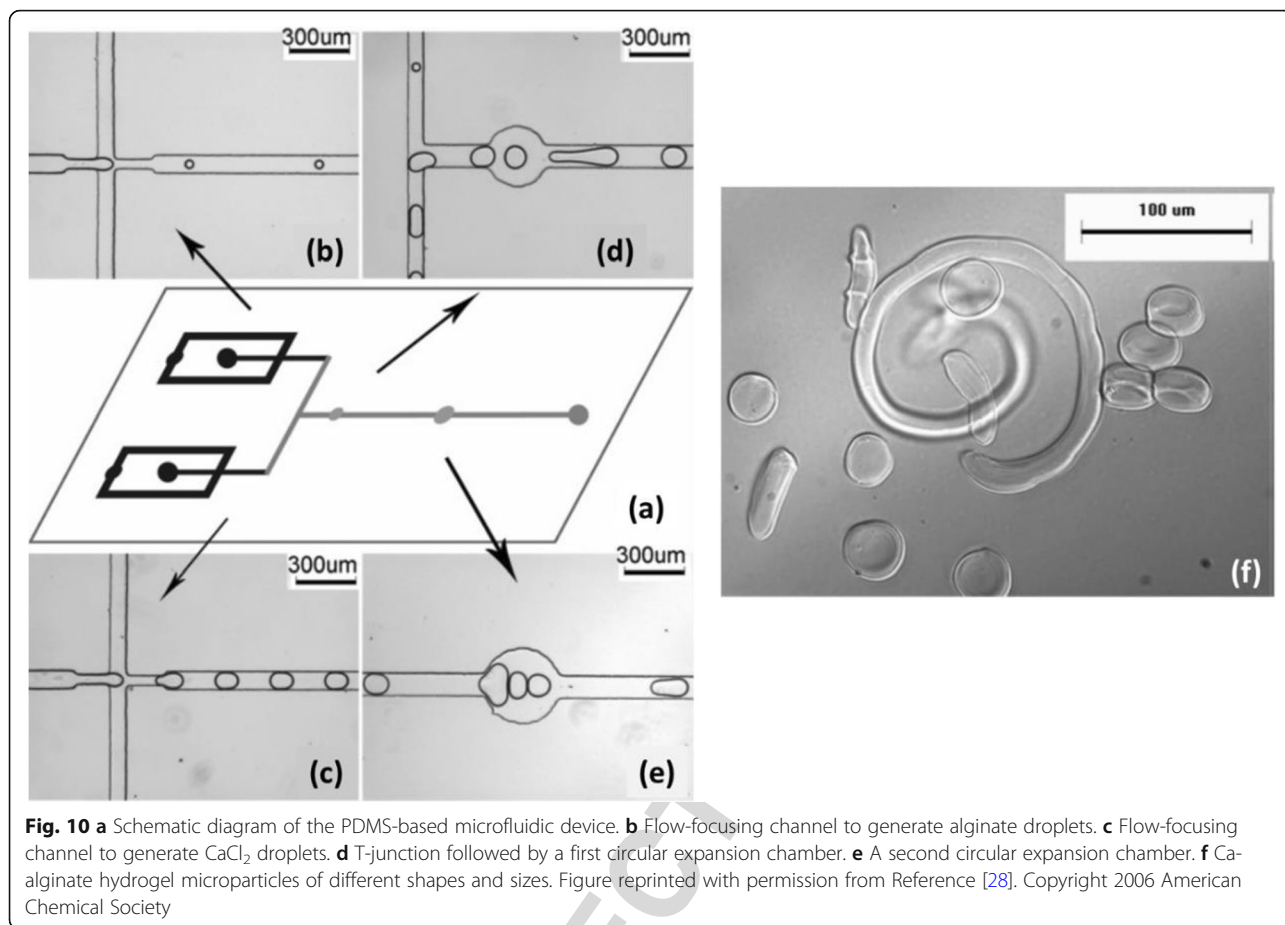 300um
300um
(b)
(d)
100 um
(a)
(f)
300um
300um
(c)
(e)
Fig. 10 a Schematic diagram of the PDMS-based microfluidic device. b Flow-focusing channel to generate alginate droplets. c Flow-focusing
channel to generate CaCl₂ droplets. d T-junction followed by a first circular expansion chamber. e A second circular expansion chamber. f Ca-
alginate hydrogel microparticles of different shapes and sizes. Figure reprinted with permission from Reference [28]. Copyright 2006 American
Chemical Society